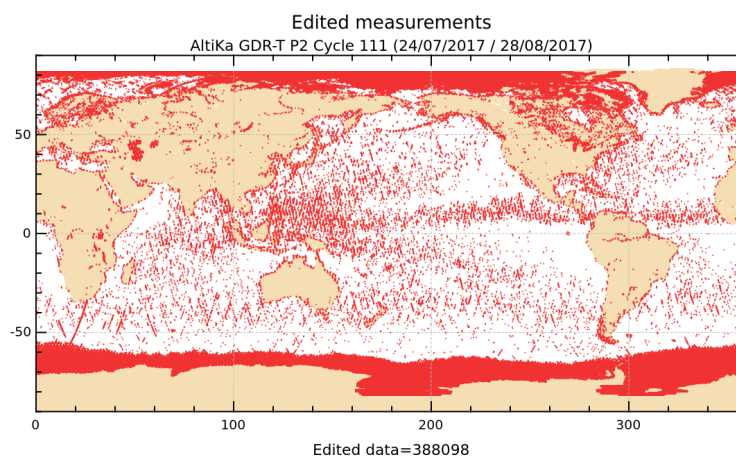 Edited measurements
AltiKa GDR-T P2 Cycle 111 (24/07/2017 / 28/08/2017)
50
0
-50
0 100 200 300
Edited data=388098